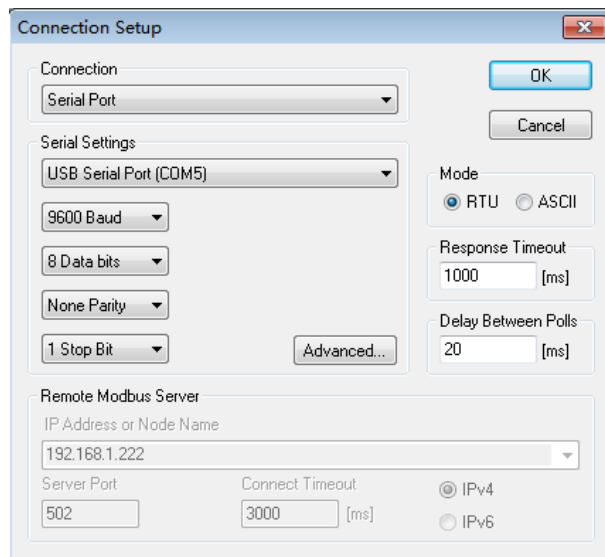 Connection Setup
Connection
Serial Port
OK
Cancel
Serial Settings
USB Serial Port (COM5)
Mode
RTU
ASCII
9600 Baud
8 Data bits
Response Timeout
1000 [ms]
None Parity
Delay Between Polls
20 [ms]
1 Stop Bit
Advanced...
Remote Modbus Server
IP Address or Node Name
192.168.1.222
Server Port
Connect Timeout
IPv4
502
3000 [ms]
IPv6